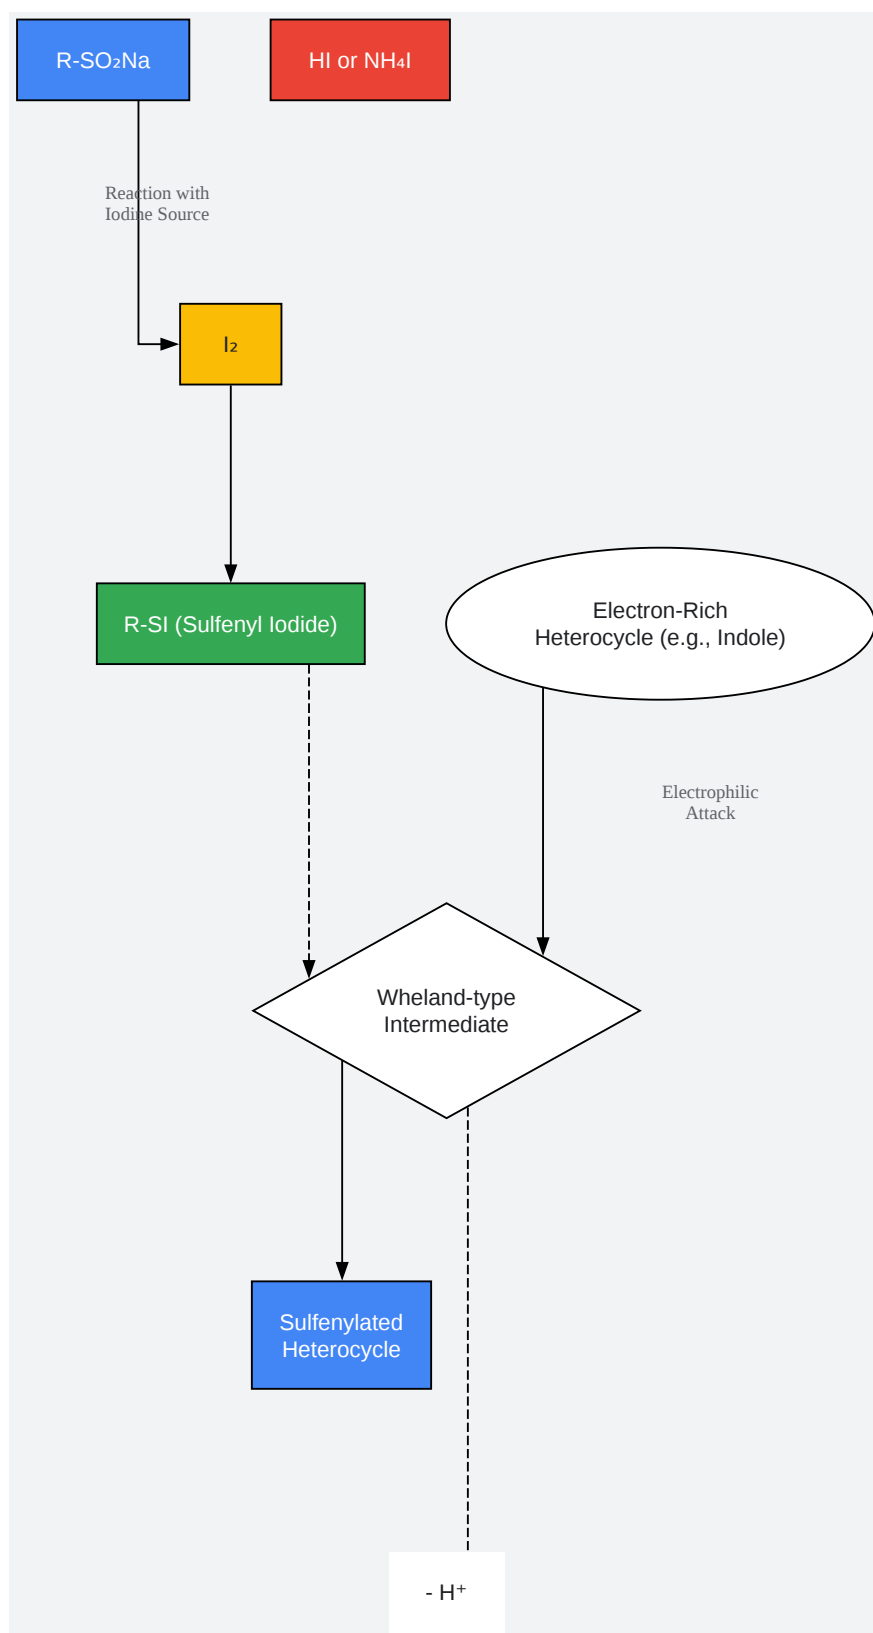 R-SO₂Na
HI or NH₄I
Reaction with
Iodine Source
I₂
R-SI (Sulfenyl Iodide)
Electron-Rich
Heterocycle (e.g., Indole)
Electrophilic
Attack
Wheland-type
Intermediate
Sulfenylated
Heterocycle
- H⁺